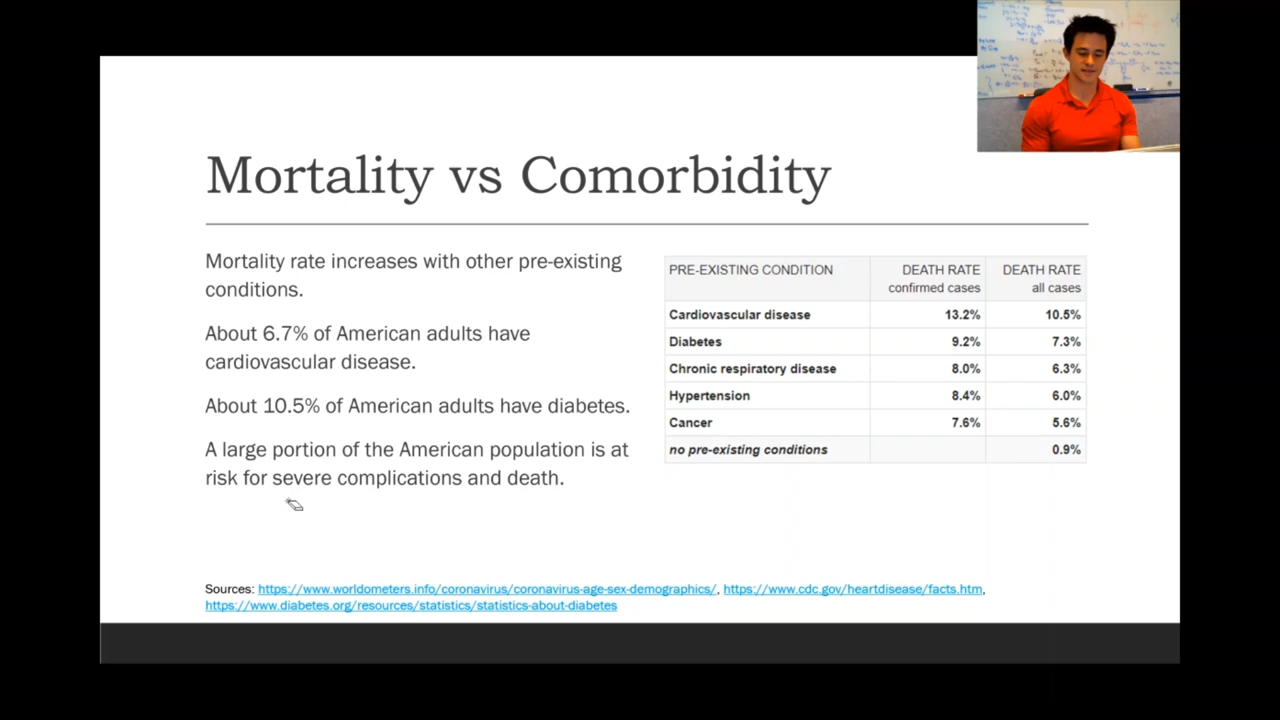 Mortality vs Comorbidity
Mortality rate increases with other pre-existing
conditions.
About 6.7% of American adults have
cardiovascular disease.
About 10.5% of American adults have diabetes.
A large portion of the American population is at
risk for severe complications and death.
PRE-EXISTING CONDITION DEATH RATE confirmed cases DEATH RATE all cases
Cardiovascular disease 13.2% 10.5%
Diabetes 9.2% 7.3%
Chronic respiratory disease 8.0% 6.3%
Hypertension 8.4% 6.0%
Cancer 7.6% 5.6%
no pre-existing conditions 0.9%
Sources: https://www.worldometers.info/coronavirus/coronavirus-age-sex-demographics/, https://www.cdc.gov/heartdisease/facts.htm,
https://www.diabetes.org/resources/statistics/statistics-about-diabetes